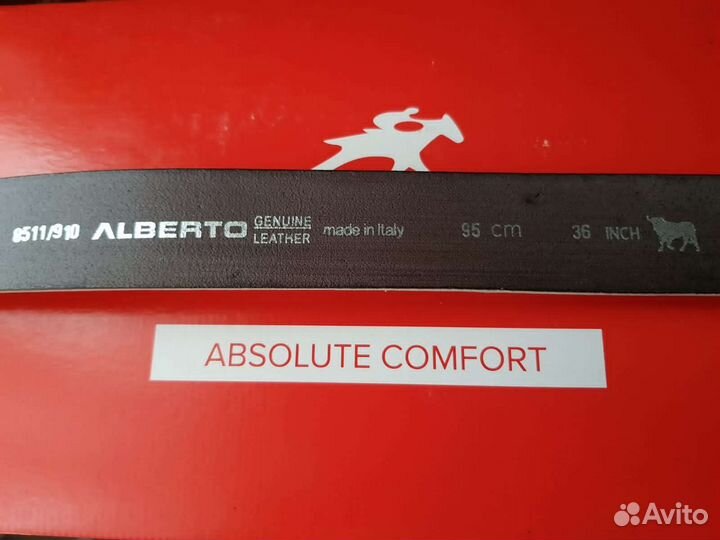 8511/910 ALBERTO GENUINE LEATHER made in Italy 95 cm 36 INCH
ABSOLUTE COMFORT
Avito